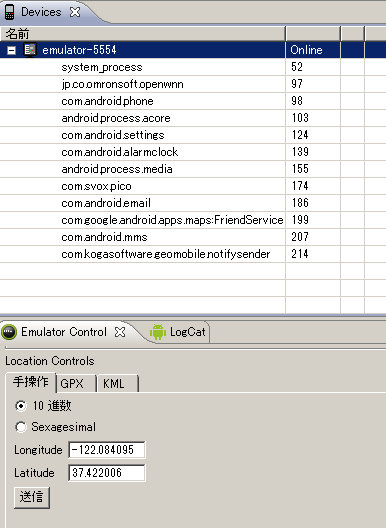 Devices
名前
emulator-5554 Online
system_process 52
jp.co.omronsoft.openwnn 97
com.android.phone 98
android.process.acore 103
com.android.settings 124
com.android.alarmclock 139
android.process.media 155
com.svox.pico 174
com.android.email 186
com.google.android.apps.maps:FriendService 199
com.android.mms 207
com.kogasoftware.geomobile.notifysender 214
Emulator Control LogCat
Location Controls
手操作 GPX KML
10 進数
Sexagesimal
Longitude -122.084095
Latitude 37.422006
送信